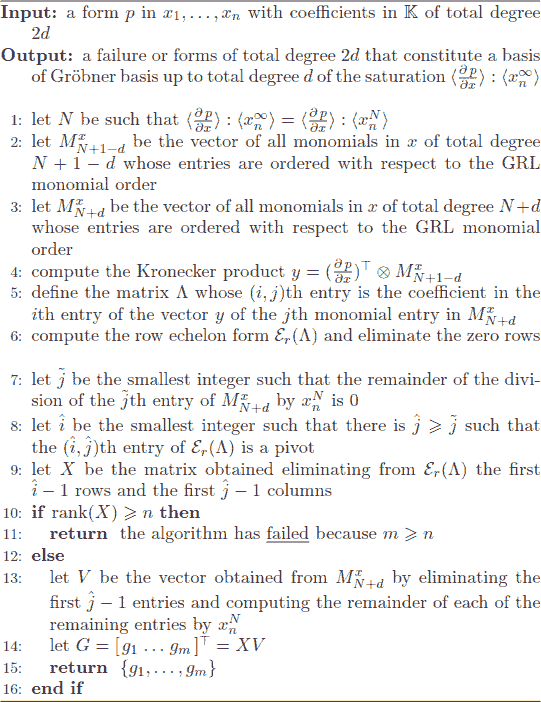 Input: a form p in x_1, …, x_n with coefficients in 𝕂 of total degree
2d
Output: a failure or forms of total degree 2d that constitute a basis
of Gröbner basis up to total degree d of the saturation ⟨∂p/∂x⟩ : ⟨x_n^∞⟩
1: let N be such that ⟨∂p/∂x⟩ : ⟨x_n^∞⟩ = ⟨∂p/∂x⟩ : ⟨x_n^N⟩
2: let M^x_{N+1−d} be the vector of all monomials in x of total degree
N + 1 − d whose entries are ordered with respect to the GRL
monomial order
3: let M^x_{N+d} be the vector of all monomials in x of total degree N+d
whose entries are ordered with respect to the GRL monomial
order
4: compute the Kronecker product y = (∂p/∂x)^⊤ ⊗ M^x_{N+1−d}
5: define the matrix Λ whose (i, j)th entry is the coefficient in the
ith entry of the vector y of the jth monomial entry in M^x_{N+d}
6: compute the row echelon form ℰ_r(Λ) and eliminate the zero rows
7: let j̃ be the smallest integer such that the remainder of the divi-
sion of the j̃th entry of M^x_{N+d} by x_n^N is 0
8: let î be the smallest integer such that there is ĵ ⩾ j̃ such that
the (î, ĵ)th entry of ℰ_r(Λ) is a pivot
9: let X be the matrix obtained eliminating from ℰ_r(Λ) the first
î − 1 rows and the first ĵ − 1 columns
10: if rank(X) ⩾ n then
11: return the algorithm has failed because m ⩾ n
12: else
13: let V be the vector obtained from M^x_{N+d} by eliminating the
first ĵ − 1 entries and computing the remainder of each of the
remaining entries by x_n^N
14: let G = [g_1 … g_m]^⊤ = XV
15: return {g_1, …, g_m}
16: end if